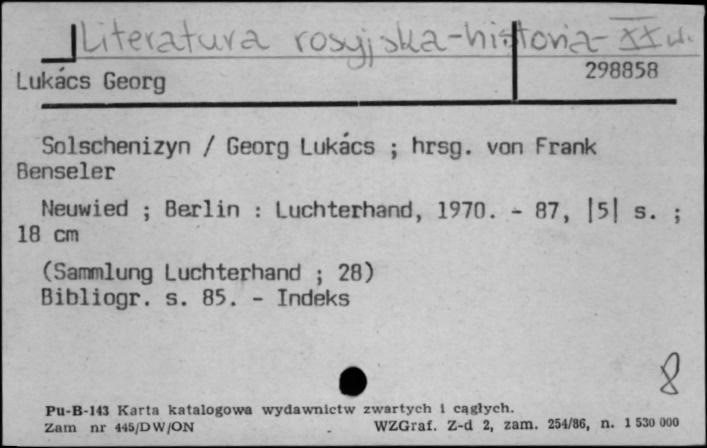 Literatura rosyjska-historia-XX w.
298858
Lukács Georg
Solschenizyn / Georg Lukács ; hrsg. von Frank
Benseler
Neuwied ; Berlin : Luchterhand, 1970. - 87, |5| s. ;
18 cm
(Sammlung Luchterhand ; 28)
Bibliogr. s. 85. - Indeks
8
Pu-B-143 Karta katalogowa wydawnictw zwartych i cągłych.
Zam nr 445/DW/ON WZGraf. Z-d 2, zam. 254/86, n. 1 530 000